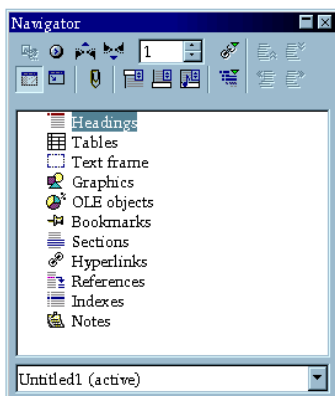 Navigator
1
Headings
Tables
Text frame
Graphics
OLE objects
Bookmarks
Sections
Hyperlinks
References
Indexes
Notes
Untitled1 (active)